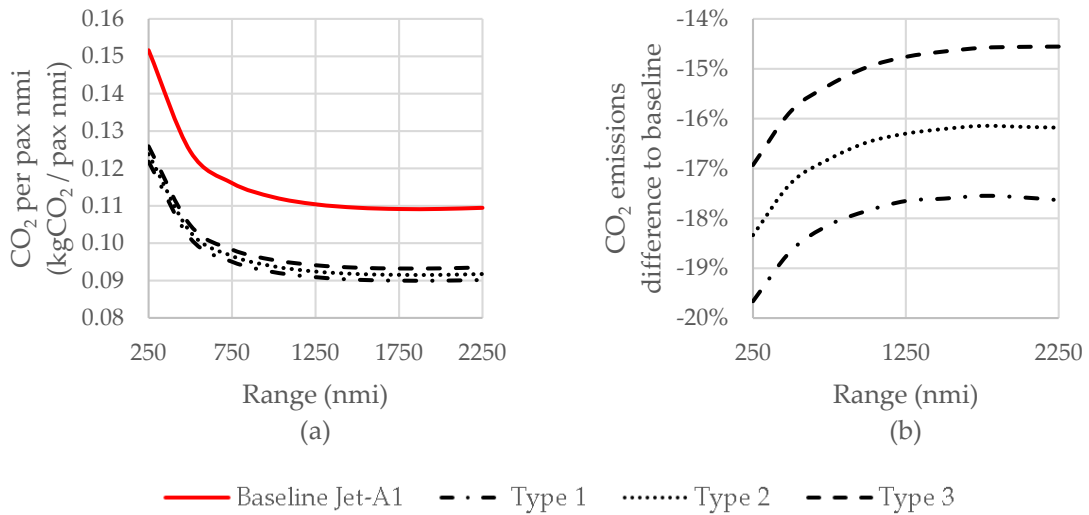 CO₂ per pax nmi
(kgCO₂ / pax nmi)
0.16
0.15
0.14
0.13
0.12
0.11
0.10
0.09
0.08
250 750 1250 1750 2250
Range (nmi)
(a)
CO₂ emissions
difference to baseline
-14%
-15%
-16%
-17%
-18%
-19%
-20%
250 1250 2250
Range (nmi)
(b)
Baseline Jet-A1 Type 1 Type 2 Type 3